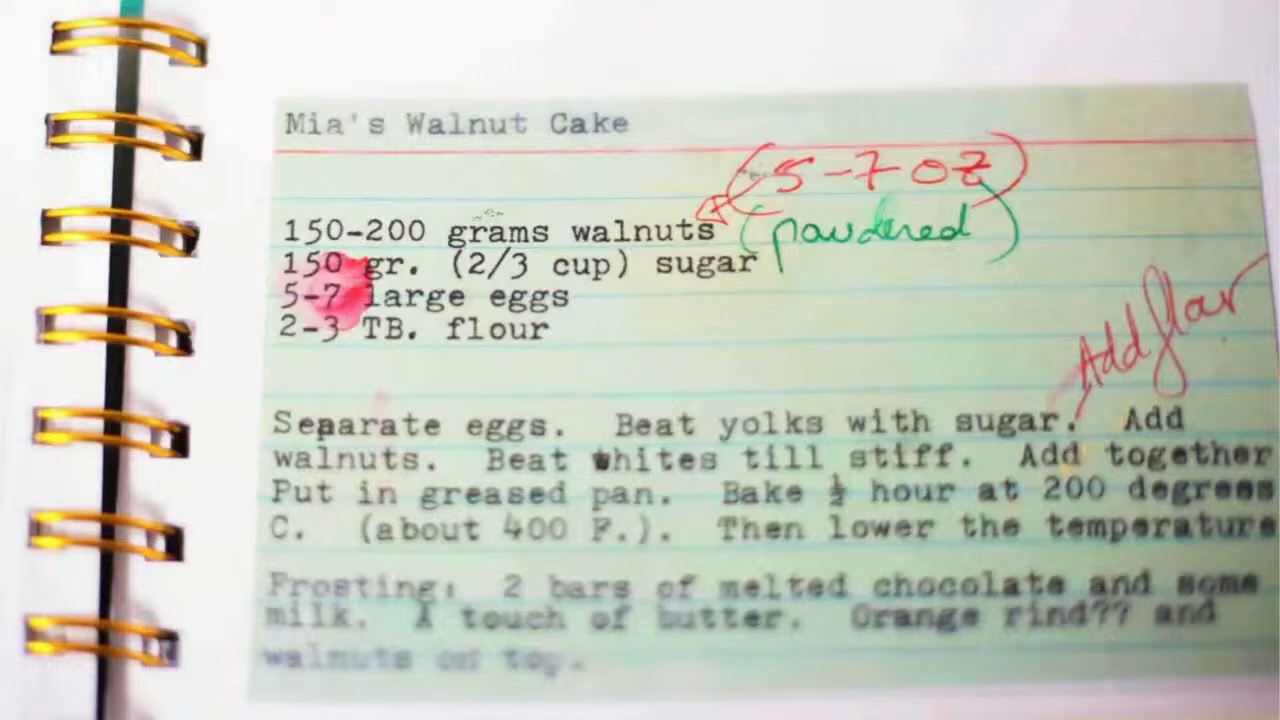 Mia's Walnut Cake
(5-7 oz)
150-200 grams walnuts (powdered)
150 gr. (2/3 cup) sugar
5-7 large eggs
2-3 TB. flour
Add flour
Separate eggs.  Beat yolks with sugar.  Add
walnuts.  Beat whites till stiff.  Add together
Put in greased pan.  Bake ½ hour at 200 degrees
C.  (about 400 F.).  Then lower the temperature
Frosting:  2 bars of melted chocolate and some
milk.  A touch of butter.  Orange rind?? and
walnuts on top.